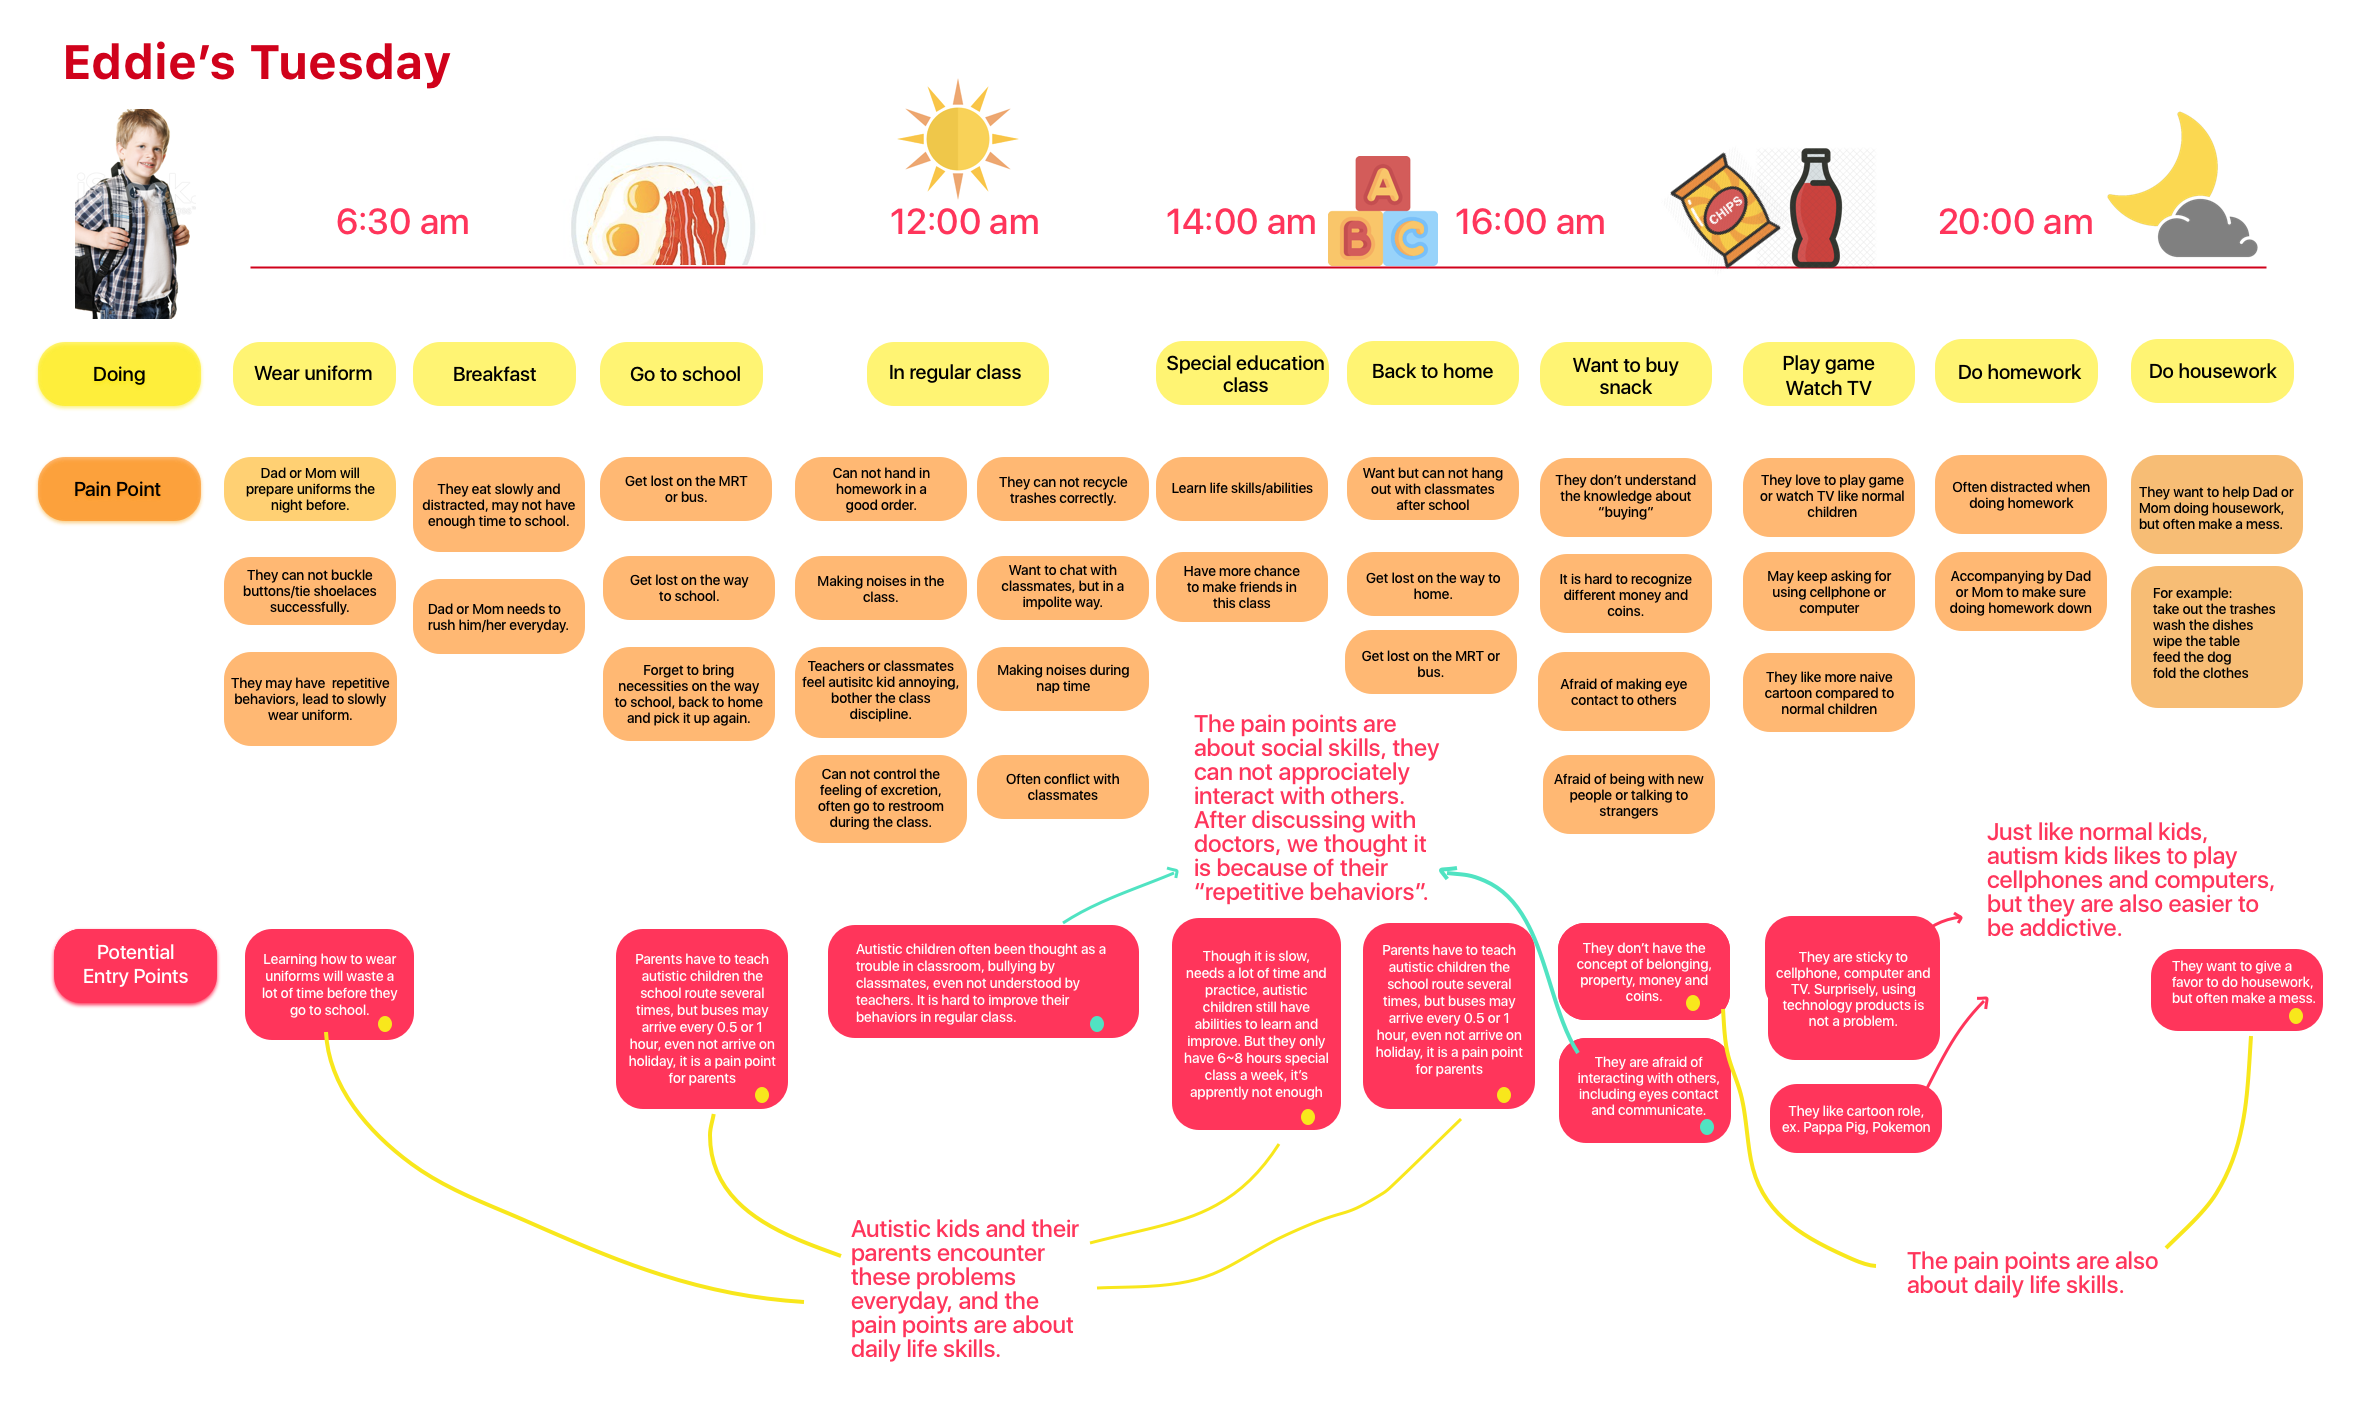 Eddie’s Tuesday
6:30 am
12:00 am
14:00 am
A
B
C
16:00 am
CHIPS
20:00 am
Doing
Wear uniform
Breakfast
Go to school
In regular class
Special education
class
Back to home
Want to buy
snack
Play game
Watch TV
Do homework
Do housework
Pain Point
Dad or Mom will
prepare uniforms the
night before.
They can not buckle
buttons/tie shoelaces
successfully.
They may have  repetitive
behaviors, lead to slowly
wear uniform.
They eat slowly and
distracted, may not have
enough time to school.
Dad or Mom needs to
rush him/her everyday.
Get lost on the MRT
or bus.
Get lost on the way
to school.
Forget to bring
necessities on the way
to school, back to home
and pick it up again.
Can not hand in
homework in a
good order.
Making noises in the
class.
Teachers or classmates
feel autisitc kid annoying,
bother the class
discipline.
Can not control the
feeling of excretion,
often go to restroom
during the class.
They can not recycle
trashes correctly.
Want to chat with
classmates, but in a
impolite way.
Making noises during
nap time
Often conflict with
classmates
Learn life skills/abilities
Have more chance
to make friends in
this class
Want but can not hang
out with classmates
after school
Get lost on the way to
home.
Get lost on the MRT or
bus.
They don’t understand
the knowledge about
“buying”
It is hard to recognize
different money and
coins.
Afraid of making eye
contact to others
Afraid of being with new
people or talking to
strangers
They love to play game
or watch TV like normal
children
May keep asking for
using cellphone or
computer
They like more naive
cartoon compared to
normal children
Often distracted when
doing homework
Accompanying by Dad
or Mom to make sure
doing homework down
They want to help Dad or
Mom doing housework,
but often make a mess.
For example:
take out the trashes
wash the dishes
wipe the table
feed the dog
fold the clothes
The pain points are
about social skills, they
can not approciately
interact with others.
After discussing with
doctors, we thought it
is because of their
“repetitive behaviors“.
Just like normal kids,
autism kids likes to play
cellphones and computers,
but they are also easier to
be addictive.
Potential
Entry Points
Learning how to wear
uniforms will waste a
lot of time before they
go to school.
Parents have to teach
autistic children the
school route several
times, but buses may
arrive every 0.5 or 1
hour, even not arrive on
holiday, it is a pain point
for parents
Autistic children often been thought as a
trouble in classroom, bullying by
classmates, even not understood by
teachers. It is hard to improve their
behaviors in regular class.
Though it is slow,
needs a lot of time and
practice, autistic
children still have
abilities to learn and
improve. But they only
have 6~8 hours special
class a week, it’s
apprently not enough
Parents have to teach
autistic children the
school route several
times, but buses may
arrive every 0.5 or 1
hour, even not arrive on
holiday, it is a pain point
for parents
They don’t have the
concept of belonging,
property, money and
coins.
They are afraid of
interacting with others,
including eyes contact
and communicate.
They are sticky to
cellphone, computer and
TV. Surprisely, using
technology products is
not a problem.
They like cartoon role,
ex. Pappa Pig, Pokemon
They want to give a
favor to do housework,
but often make a mess.
Autistic kids and their
parents encounter
these problems
everyday, and the
pain points are about
daily life skills.
The pain points are also
about daily life skills.